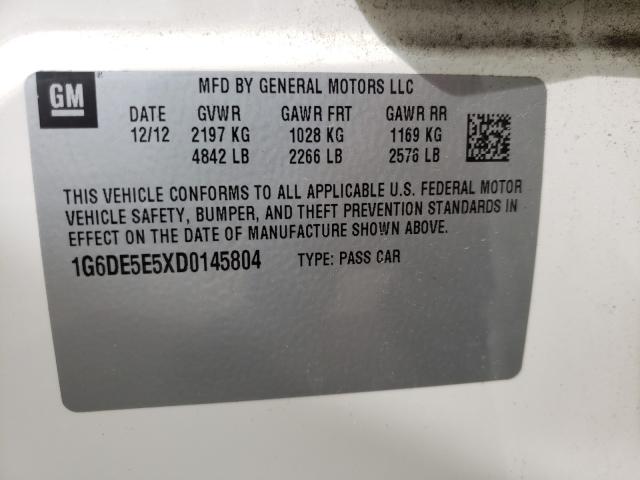 GM
MFD BY GENERAL MOTORS LLC
DATE GVWR GAWR FRT GAWR RR
12/12 2197 KG 1028 KG 1169 KG
4842 LB 2266 LB 2576 LB
THIS VEHICLE CONFORMS TO ALL APPLICABLE U.S. FEDERAL MOTOR
VEHICLE SAFETY, BUMPER, AND THEFT PREVENTION STANDARDS IN
EFFECT ON THE DATE OF MANUFACTURE SHOWN ABOVE.
1G6DE5E5XD0145804 TYPE: PASS CAR